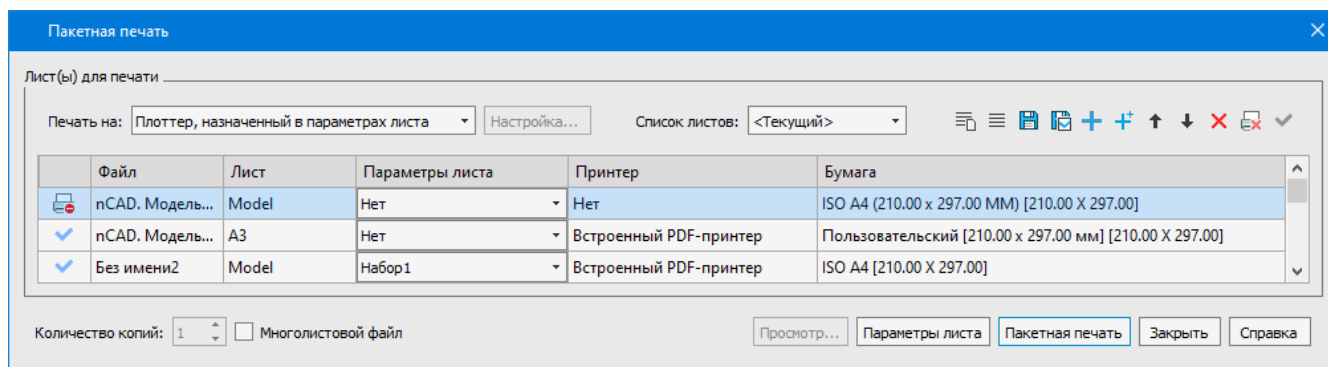 Пакетная печать
Лист(ы) для печати
Печать на: Плоттер, назначенный в параметрах листа Настройка... Список листов: <Текущий>
Файл Лист Параметры листа Принтер Бумага
nCAD. Модель... Model Нет Нет ISO A4 (210.00 x 297.00 ММ) [210.00 X 297.00]
nCAD. Модель... А3 Нет Встроенный PDF-принтер Пользовательский [210.00 x 297.00 мм] [210.00 X 297.00]
Без имени2 Model Набор1 Встроенный PDF-принтер ISO A4 [210.00 X 297.00]
Количество копий: 1 Многолистовой файл Просмотр... Параметры листа Пакетная печать Закрыть Справка